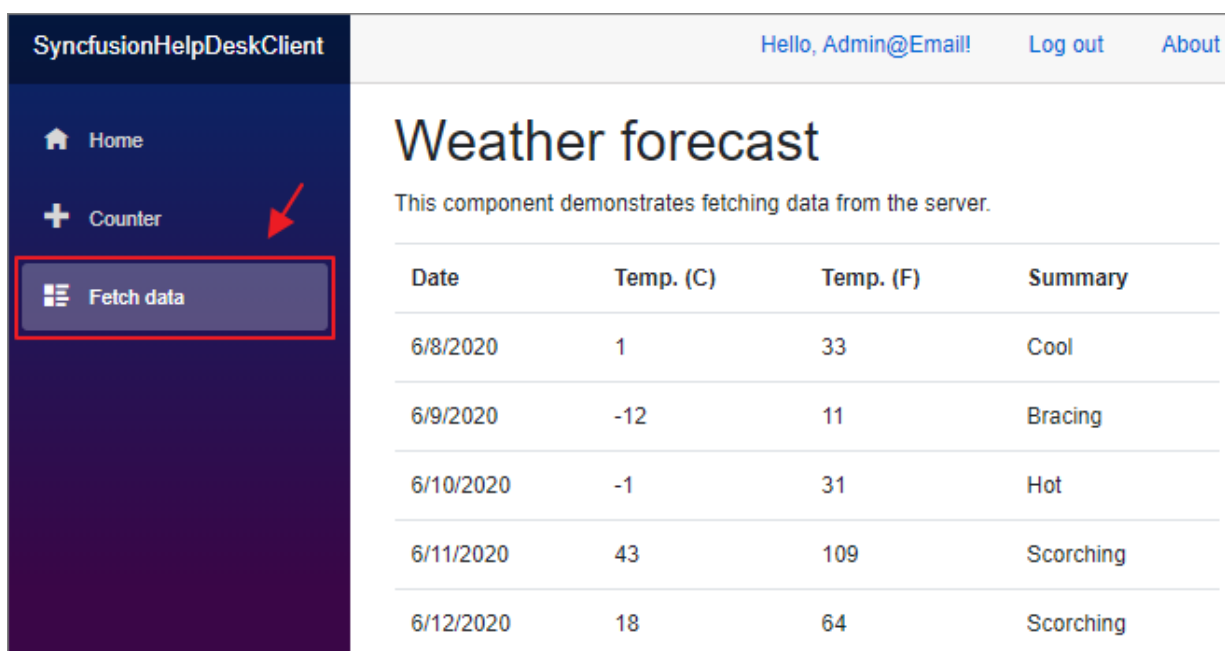 SyncfusionHelpDeskClient
Hello, Admin@Email! Log out About
Home
Counter
Fetch data
Weather forecast
This component demonstrates fetching data from the server.
Date Temp. (C) Temp. (F) Summary
6/8/2020 1 33 Cool
6/9/2020 -12 11 Bracing
6/10/2020 -1 31 Hot
6/11/2020 43 109 Scorching
6/12/2020 18 64 Scorching